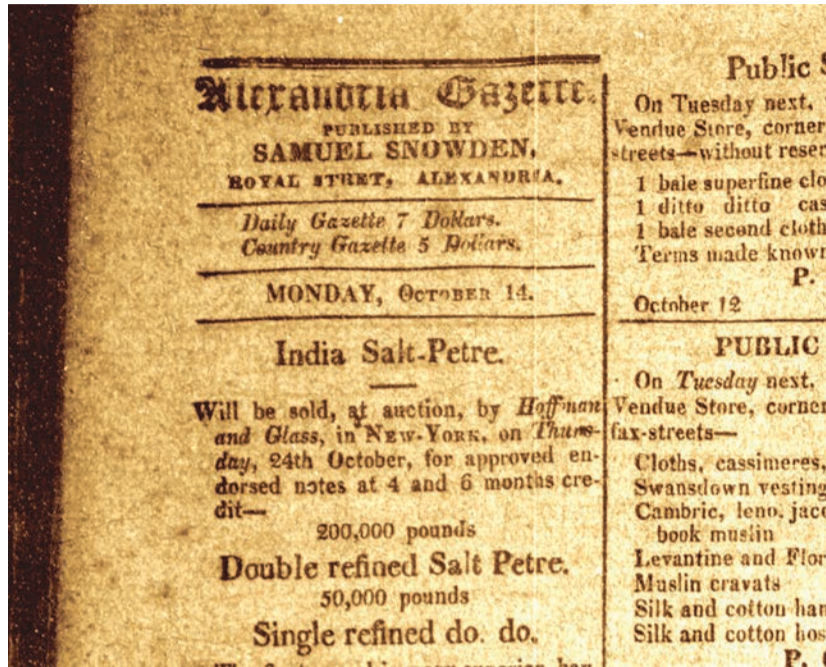 Alexandria Gazette.
PUBLISHED BY
SAMUEL SNOWDEN,
ROYAL STREET, ALEXANDRIA.
Daily Gazette 7 Dollars.
Country Gazette 5 Dollars.
MONDAY, OCTOBER 14.
India Salt-Petre.
Will be sold, at auction, by Hoffman
and Glass, in NEW-YORK, on Thurs-
day, 24th October, for approved en-
dorsed notes at 4 and 6 months cre-
dit—
200,000 pounds
Double refined Salt Petre.
50,000 pounds
Single refined do. do.
Public
On Tuesday next,
Vendue Store, corner
streets—without reser
1 bale superfine clo
1 ditto ditto cas
1 bale second cloth
Terms made known
P.
October 12
PUBLIC
On Tuesday next,
Vendue Store, corner
fax-streets—
Cloths, cassimeres,
Swansdown vesting
Cambric, leno, jaco
book muslin
Levantine and Flor
Muslin cravats
Silk and cotton han
Silk and cotton hos
P.